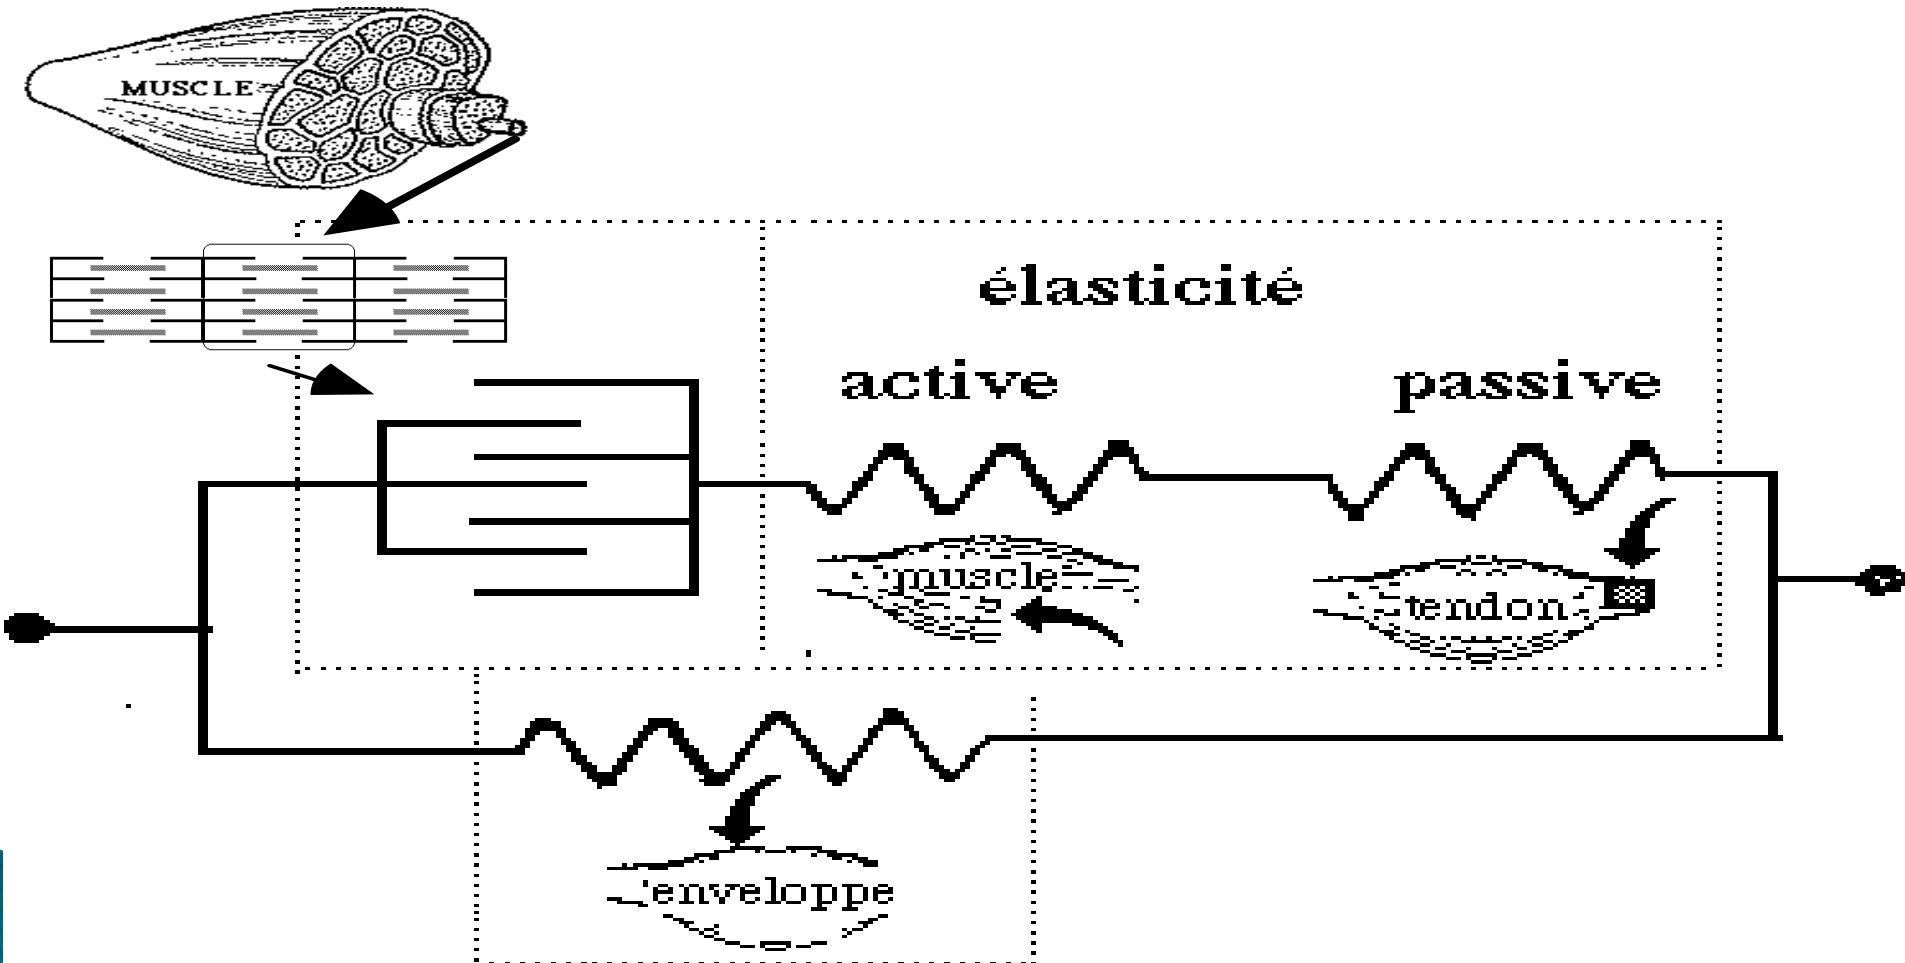 MUSCLE
élasticité
active
passive
muscle
tendon
enveloppe